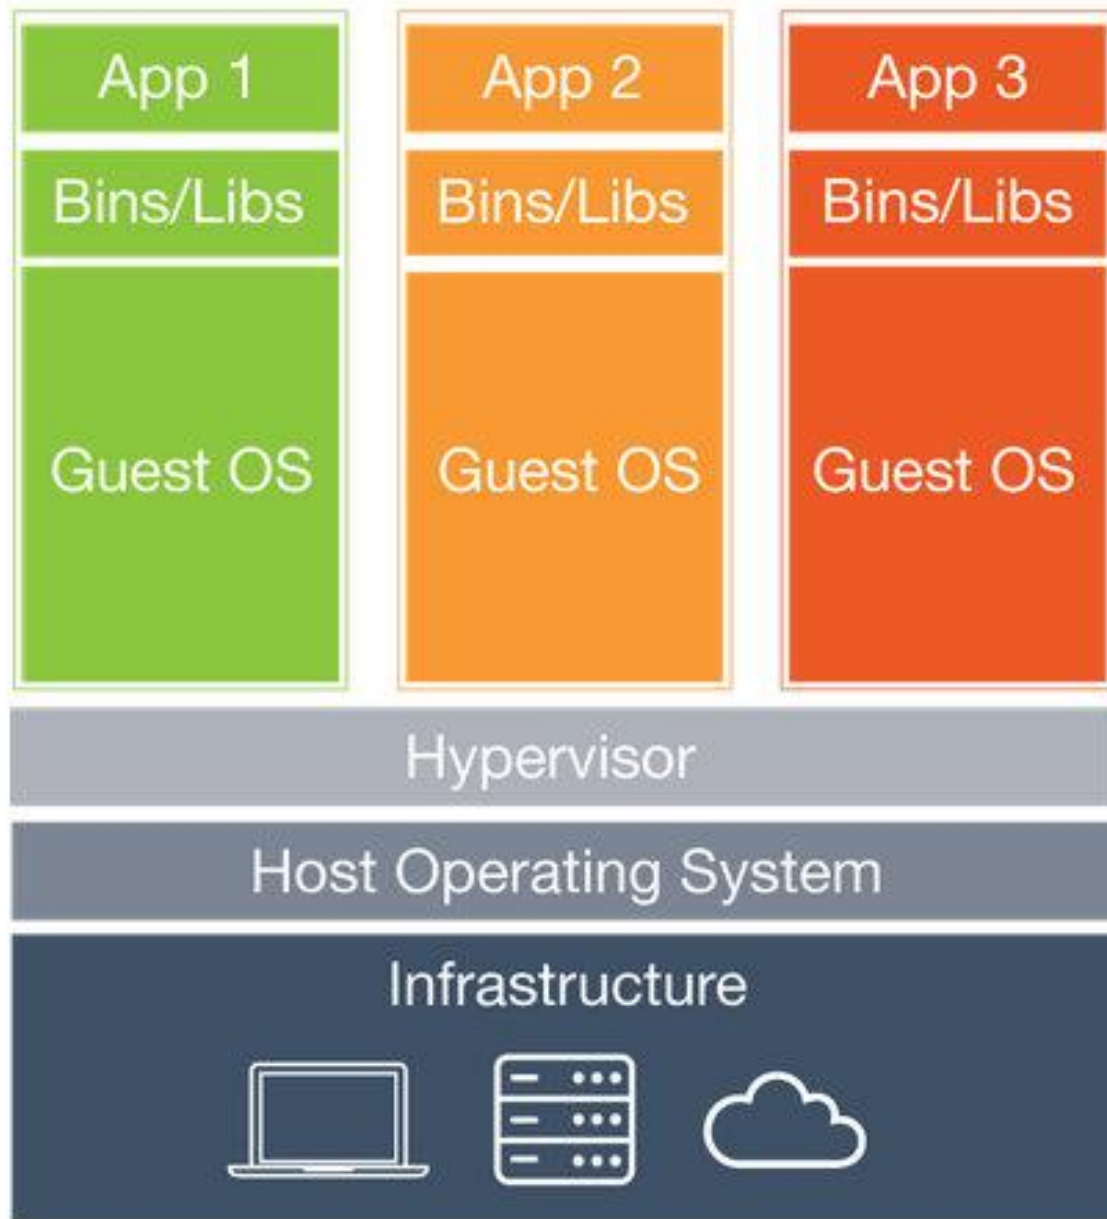 App 1
App 2
App 3
Bins/Libs
Bins/Libs
Bins/Libs
Guest OS
Guest OS
Guest OS
Hypervisor
Host Operating System
Infrastructure